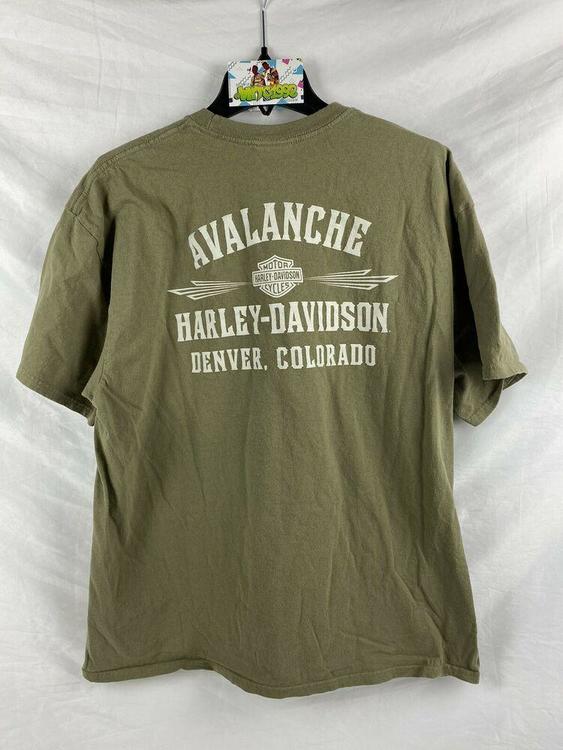 AVALANCHE
MOTOR
HARLEY-DAVIDSON
CYCLES
HARLEY-DAVIDSON
DENVER, COLORADO